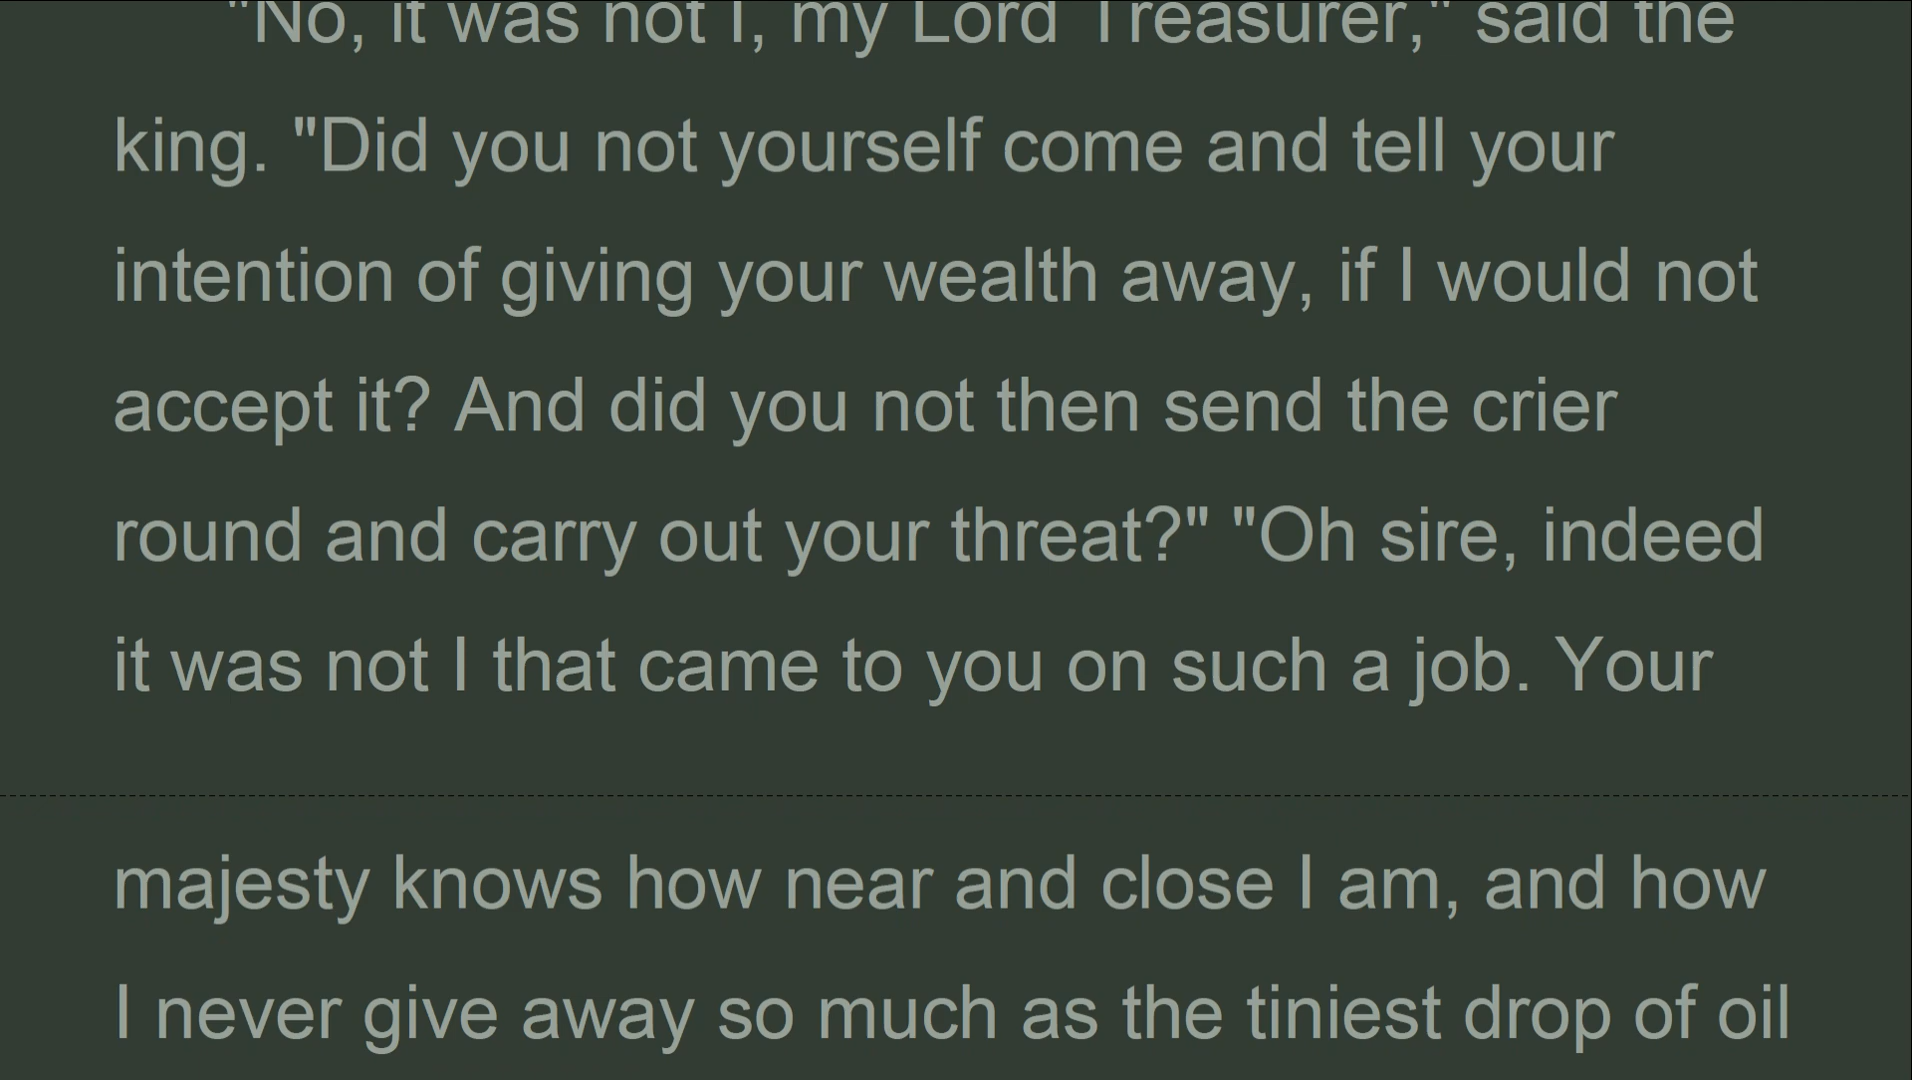 "No, it was not I, my Lord Treasurer," said the
king. "Did you not yourself come and tell your
intention of giving your wealth away, if I would not
accept it? And did you not then send the crier
round and carry out your threat?" "Oh sire, indeed
it was not I that came to you on such a job. Your
majesty knows how near and close I am, and how
I never give away so much as the tiniest drop of oil